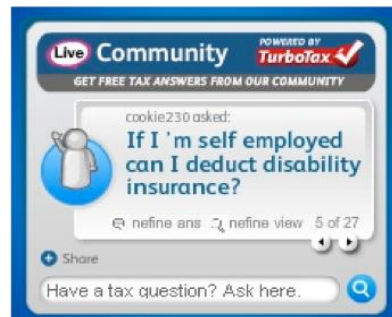 Live Community POWERED BY TurboTax
GET FREE TAX ANSWERS FROM OUR COMMUNITY
cookie230 asked:
If I 'm self employed
can I deduct disability
insurance?
nefine ans nefine view 5 of 27
Share
Have a tax question? Ask here.